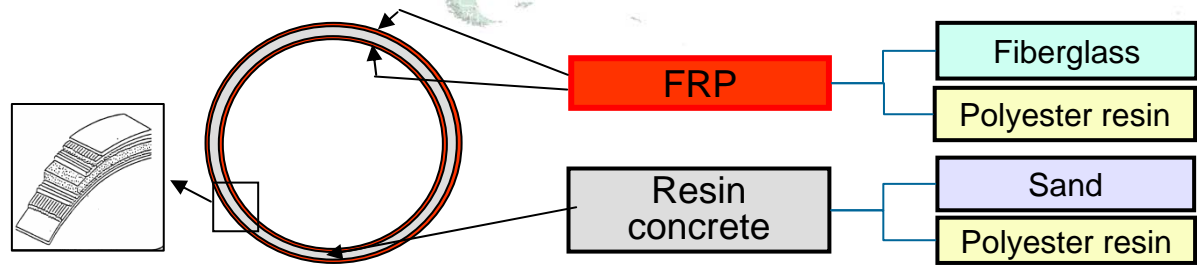 FRP
Fiberglass
Polyester resin
Resin
concrete
Sand
Polyester resin